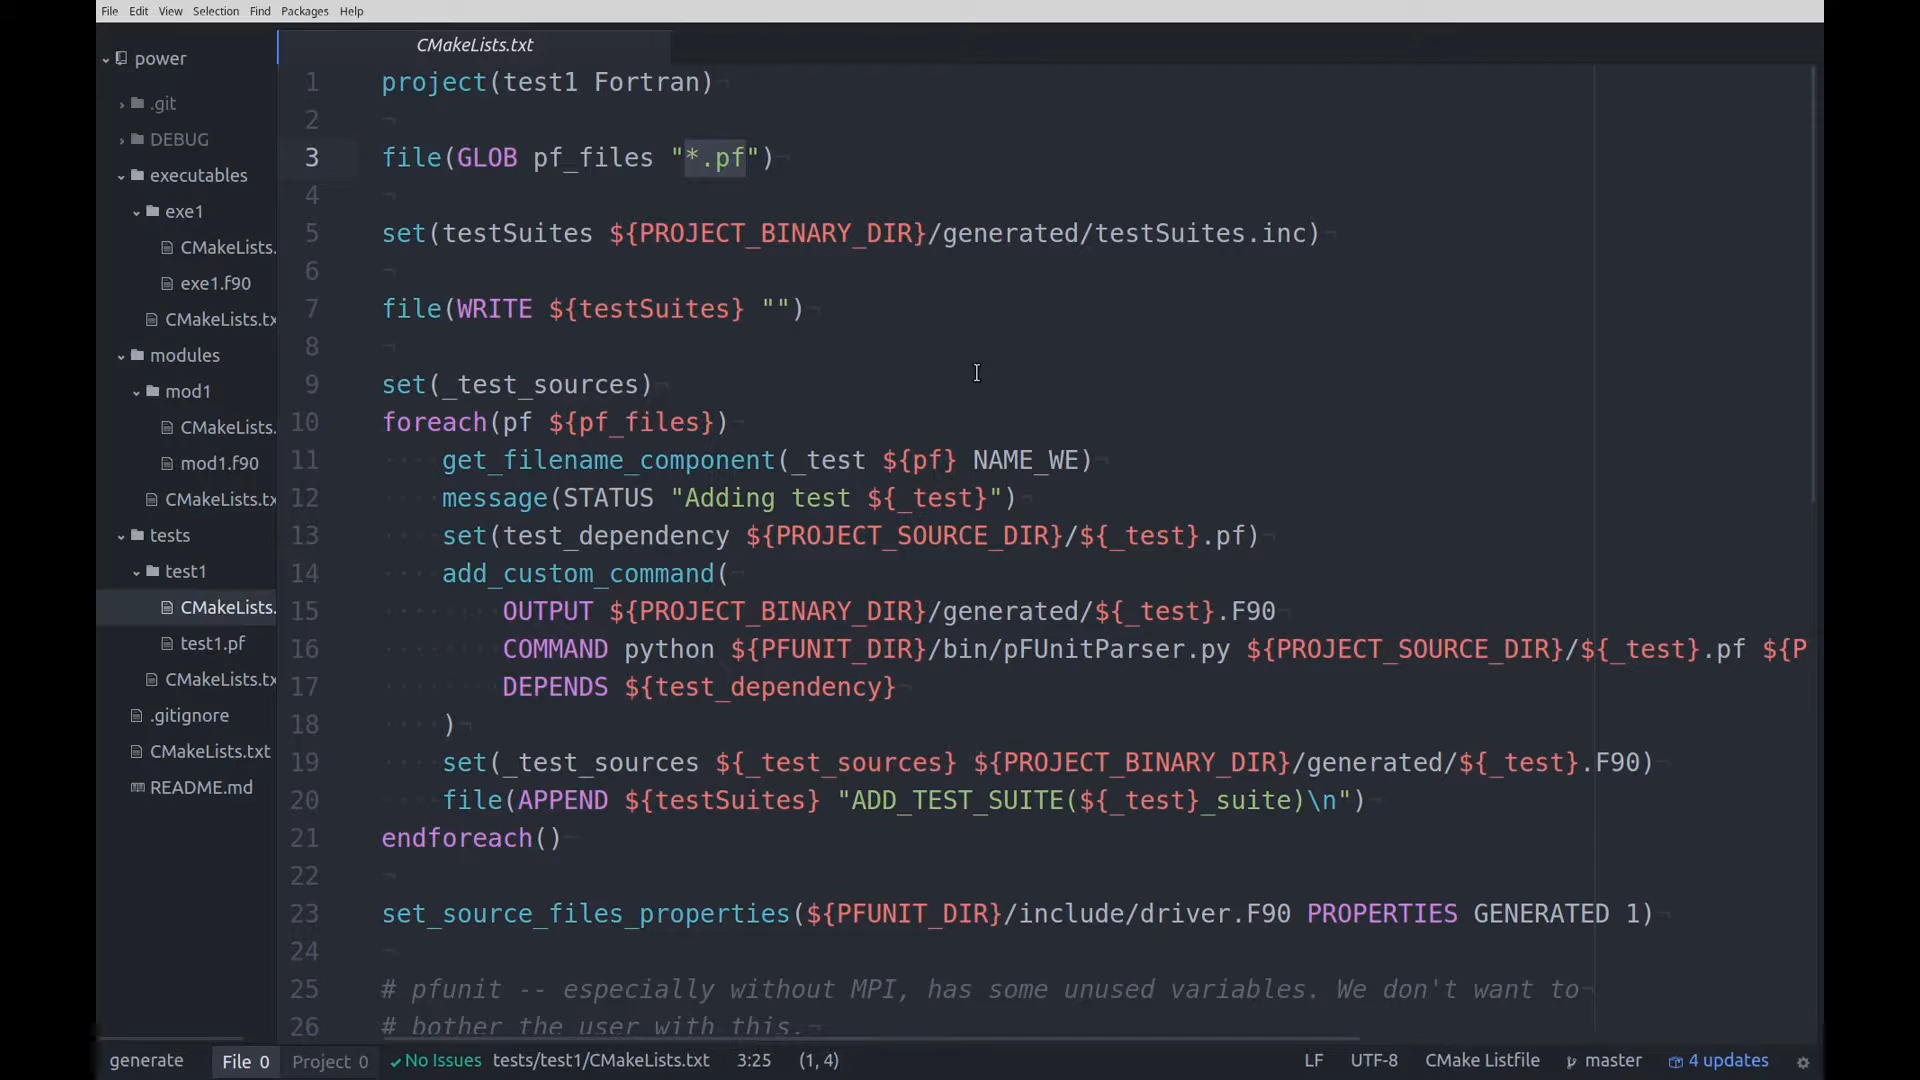 File Edit View Selection Find Packages Help
power
.git
DEBUG
executables
exe1
CMakeLists.
exe1.f90
CMakeLists.tx
modules
mod1
CMakeLists.
mod1.f90
CMakeLists.tx
tests
test1
CMakeLists.
test1.pf
CMakeLists.tx
.gitignore
CMakeLists.txt
README.md
CMakeLists.txt
1 project(test1 Fortran)
2
3 file(GLOB pf_files "*.pf")
4
5 set(testSuites ${PROJECT_BINARY_DIR}/generated/testSuites.inc)
6
7 file(WRITE ${testSuites} "")
8
9 set(_test_sources)
10 foreach(pf ${pf_files})
11 get_filename_component(_test ${pf} NAME_WE)
12 message(STATUS "Adding test ${_test}")
13 set(test_dependency ${PROJECT_SOURCE_DIR}/${_test}.pf)
14 add_custom_command(
15 OUTPUT ${PROJECT_BINARY_DIR}/generated/${_test}.F90
16 COMMAND python ${PFUNIT_DIR}/bin/pFUnitParser.py ${PROJECT_SOURCE_DIR}/${_test}.pf ${P
17 DEPENDS ${test_dependency}
18 )
19 set(_test_sources ${_test_sources} ${PROJECT_BINARY_DIR}/generated/${_test}.F90)
20 file(APPEND ${testSuites} "ADD_TEST_SUITE(${_test}_suite)\n")
21 endforeach()
22
23 set_source_files_properties(${PFUNIT_DIR}/include/driver.F90 PROPERTIES GENERATED 1)
24
25 # pfunit -- especially without MPI, has some unused variables. We don't want to
26 # bother the user with this.
generate File 0 Project 0 No Issues tests/test1/CMakeLists.txt 3:25 (1, 4) LF UTF-8 CMake Listfile master 4 updates